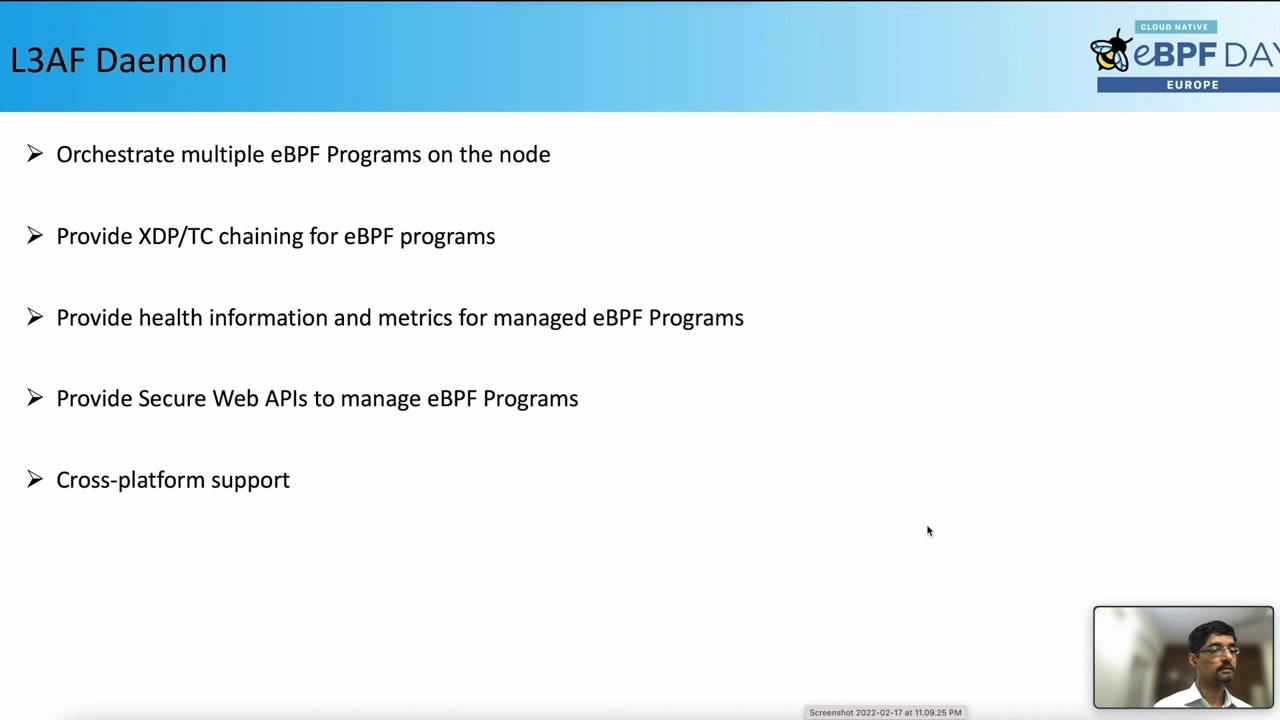 L3AF Daemon
CLOUD NATIVE
eBPF DAY
EUROPE
➢ Orchestrate multiple eBPF Programs on the node
➢ Provide XDP/TC chaining for eBPF programs
➢ Provide health information and metrics for managed eBPF Programs
➢ Provide Secure Web APIs to manage eBPF Programs
➢ Cross-platform support
Screenshot 2022-02-17 at 11.09.25 PM